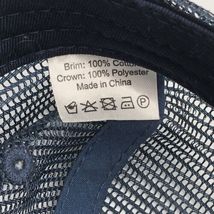 Brim: 100% Cotton
Crown: 100% Polyester
Made in China